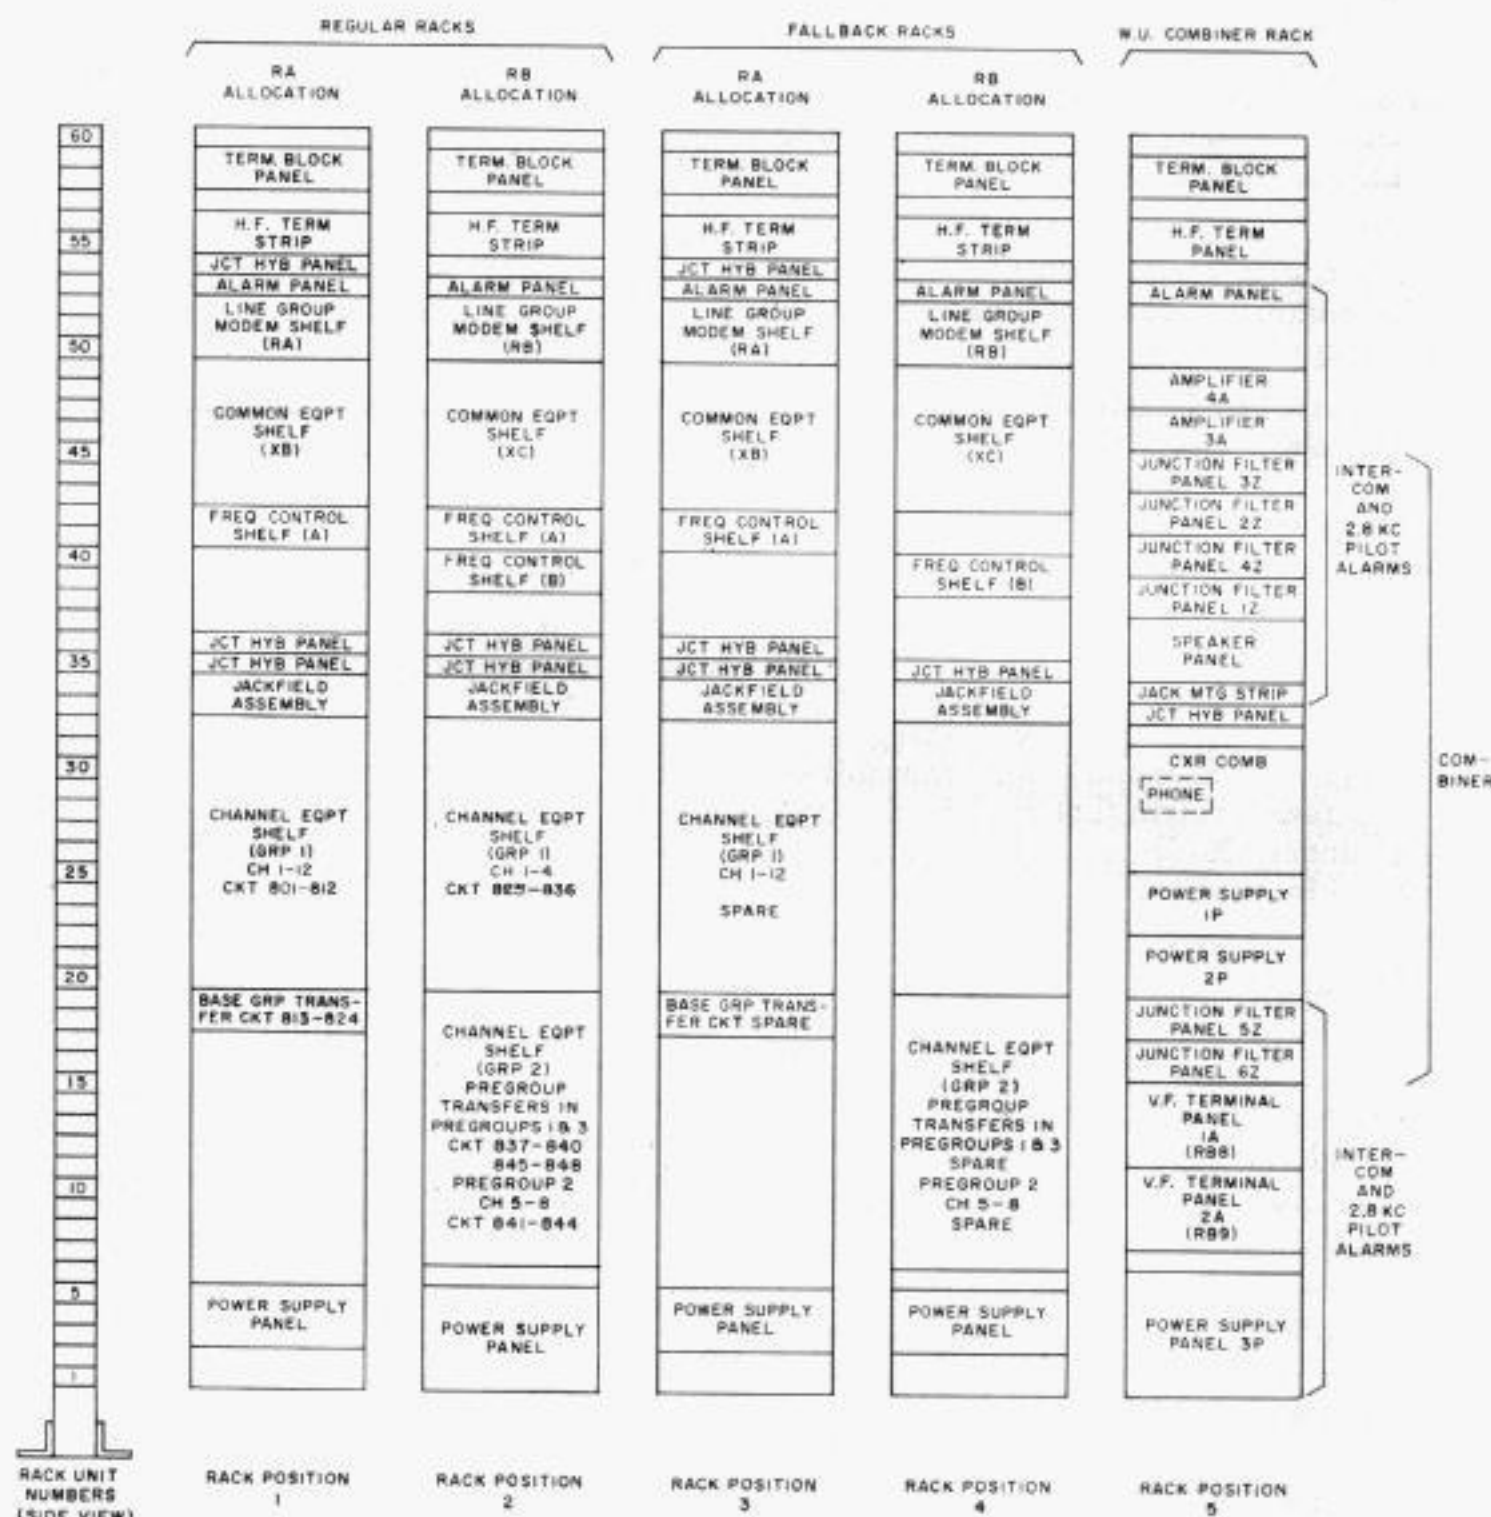 REGULAR RACKS
FALLBACK RACKS
W.U. COMBINER RACK
RA
ALLOCATION
RB
ALLOCATION
RA
ALLOCATION
RB
ALLOCATION
60
55
50
45
40
35
30
25
20
15
10
5
1
RACK UNIT
NUMBERS
(SIDE VIEW)
TERM. BLOCK
PANEL
H.F. TERM
STRIP
JCT HYB PANEL
ALARM PANEL
LINE GROUP
MODEM SHELF
(RA)
COMMON EQPT
SHELF
(XB)
FREQ CONTROL
SHELF (A)
JCT HYB PANEL
JCT HYB PANEL
JACKFIELD
ASSEMBLY
CHANNEL EQPT
SHELF
(GRP 1)
CH 1-12
CKT 801-812
BASE GRP TRANS-
FER CKT 813-824
POWER SUPPLY
PANEL
RACK POSITION
1
TERM. BLOCK
PANEL
H.F. TERM
STRIP
ALARM PANEL
LINE GROUP
MODEM SHELF
(RB)
COMMON EQPT
SHELF
(XC)
FREQ CONTROL
SHELF (A)
FREQ CONTROL
SHELF (B)
JCT HYB PANEL
JCT HYB PANEL
JACKFIELD
ASSEMBLY
CHANNEL EQPT
SHELF
(GRP 1)
CH 1-4
CKT 825-836
CHANNEL EQPT
SHELF
(GRP 2)
PREGROUP
TRANSFERS IN
PREGROUPS 1 & 3
CKT 837-840
845-848
PREGROUP 2
CH 5-8
CKT 841-844
POWER SUPPLY
PANEL
RACK POSITION
2
TERM. BLOCK
PANEL
H.F. TERM
STRIP
JCT HYB PANEL
ALARM PANEL
LINE GROUP
MODEM SHELF
(RA)
COMMON EQPT
SHELF
(XB)
FREQ CONTROL
SHELF (A)
JCT HYB PANEL
JCT HYB PANEL
JACKFIELD
ASSEMBLY
CHANNEL EQPT
SHELF
(GRP 1)
CH 1-12
SPARE
BASE GRP TRANS-
FER CKT SPARE
POWER SUPPLY
PANEL
RACK POSITION
3
TERM. BLOCK
PANEL
H.F. TERM
STRIP
ALARM PANEL
LINE GROUP
MODEM SHELF
(RB)
COMMON EQPT
SHELF
(XC)
FREQ CONTROL
SHELF (B)
JCT HYB PANEL
JACKFIELD
ASSEMBLY
CHANNEL EQPT
SHELF
(GRP 2)
PREGROUP
TRANSFERS IN
PREGROUPS 1 & 3
SPARE
PREGROUP 2
CH 5-8
SPARE
POWER SUPPLY
PANEL
RACK POSITION
4
TERM. BLOCK
PANEL
H.F. TERM
PANEL
ALARM PANEL
AMPLIFIER
4A
AMPLIFIER
3A
JUNCTION FILTER
PANEL 3Z
JUNCTION FILTER
PANEL 2Z
JUNCTION FILTER
PANEL 4Z
JUNCTION FILTER
PANEL 1Z
SPEAKER
PANEL
JACK MTG STRIP
JCT HYB PANEL
CXR COMB
PHONE
POWER SUPPLY
1P
POWER SUPPLY
2P
JUNCTION FILTER
PANEL 5Z
JUNCTION FILTER
PANEL 6Z
V.F. TERMINAL
PANEL
1A
(RB8)
V.F. TERMINAL
PANEL
2A
(RB9)
POWER SUPPLY
PANEL 3P
RACK POSITION
5
INTER-
COM
AND
2.8 KC
PILOT
ALARMS
COM-
BINER
INTER-
COM
AND
2.8 KC
PILOT
ALARMS